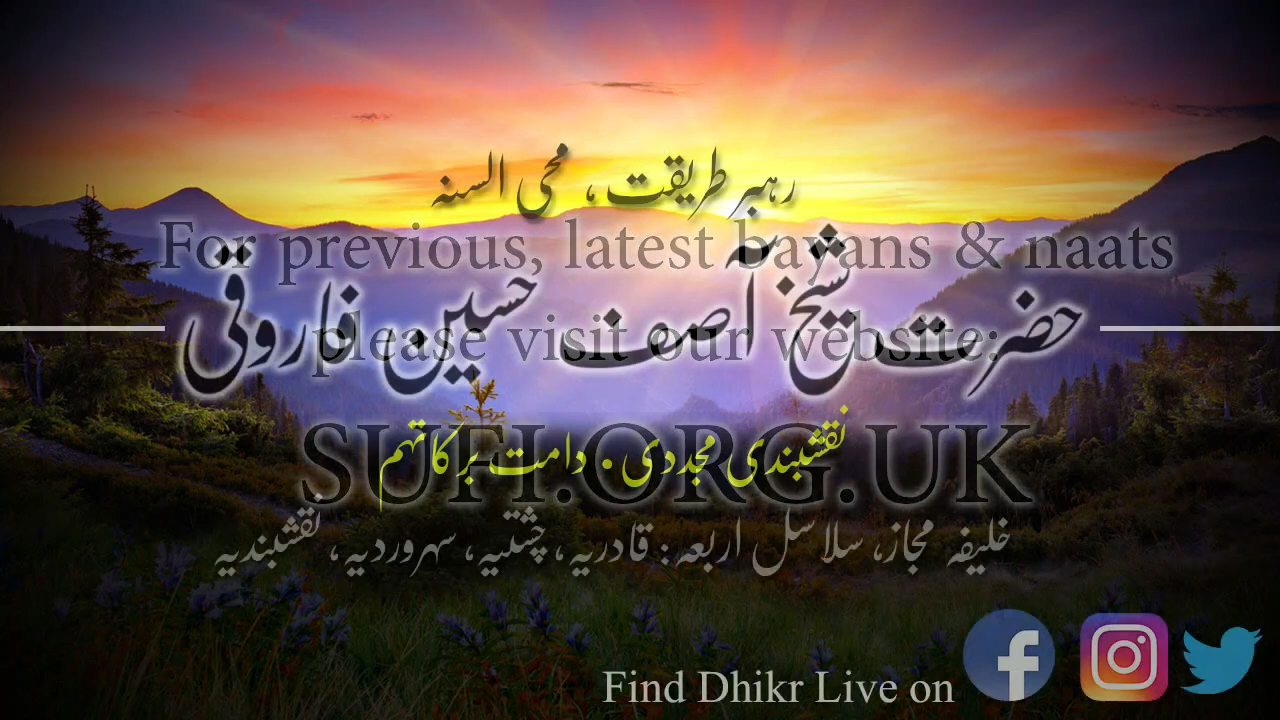 رہبر طریقت، محی السنہ
For previous, latest bayans & naats
حضرت شیخ آصف حسین فاروقی
please visit our website:
نقشبندی مجددی · دامت برکاتہم
SUFI.ORG.UK
خلیفہ مجاز، سلاسل اربعہ: قادریہ، چشتیہ، سہروردیہ، نقشبندیہ
Find Dhikr Live on